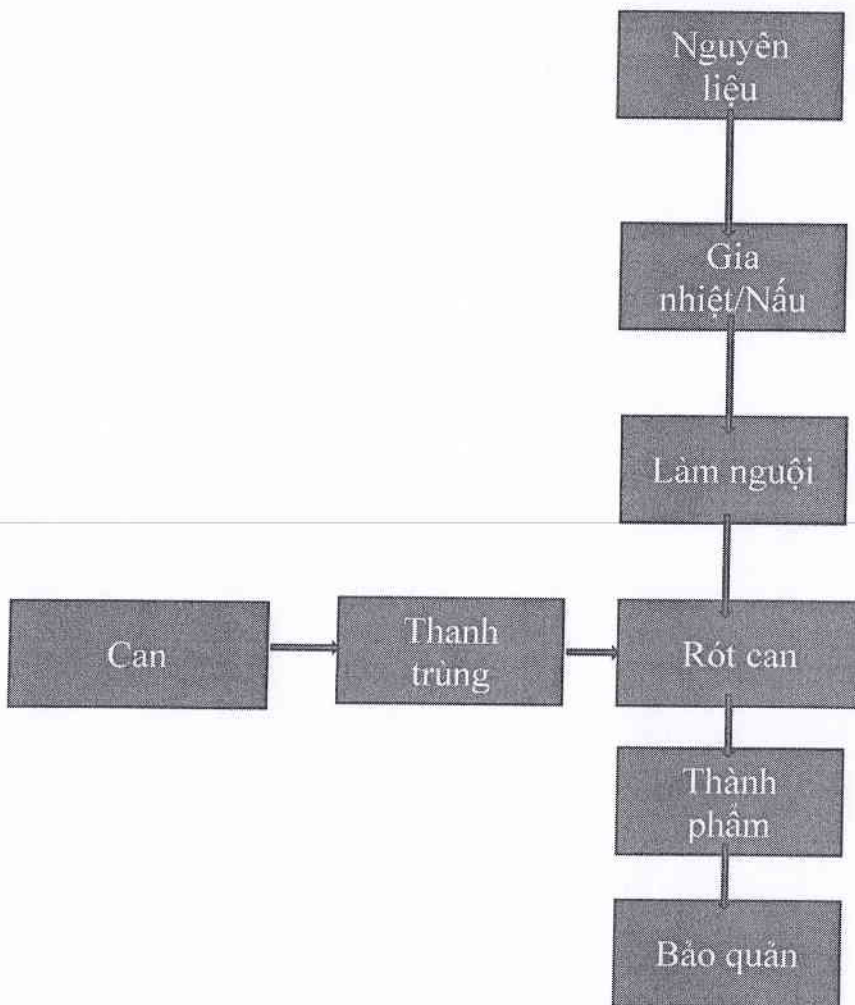 Nguyên
liệu
Gia
nhiệt/Nấu
Làm nguội
Can
Thanh
trùng
Rót can
Thành
phẩm
Bảo quản